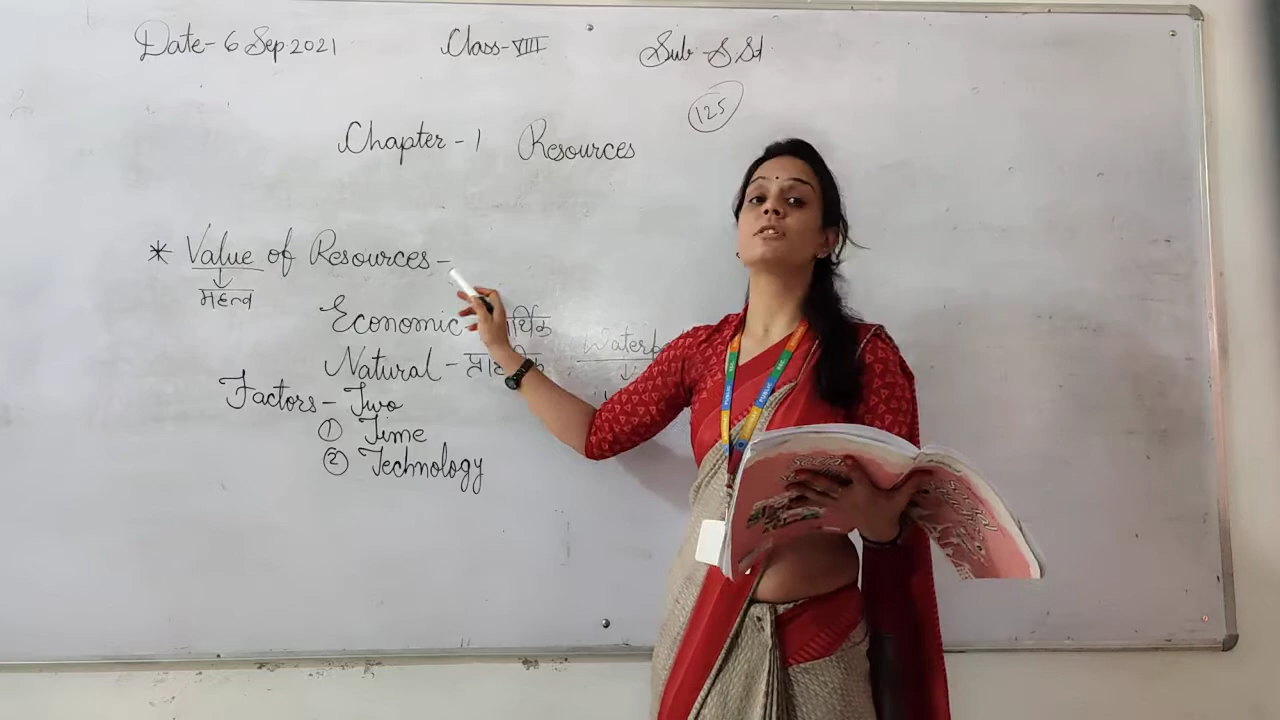 Date- 6 Sep 2021 Class-VIII Sub - S.St
125
Chapter -1 Resources
* Value of Resources-
महत्व
Economic-
Natural -
Factors - Two
① Time
② Technology